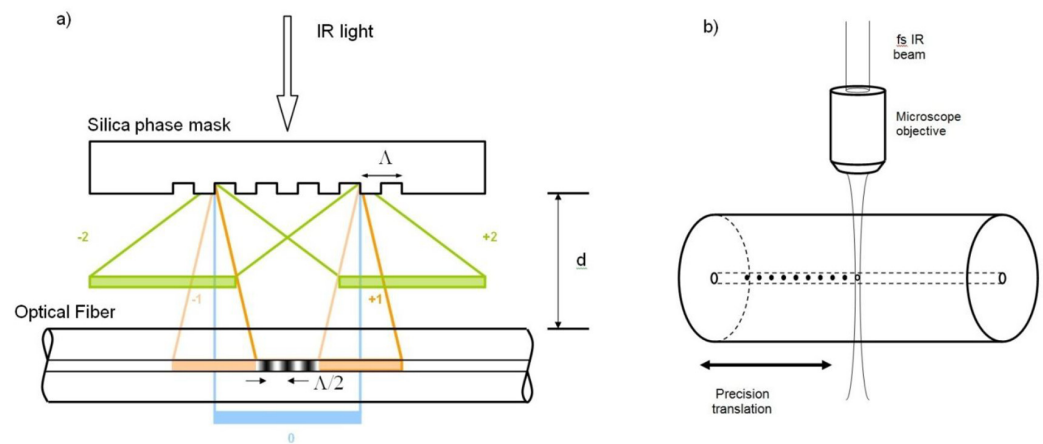 a)
IR light
Silica phase mask
Λ
-2
+2
d
-1
+1
Optical Fiber
Λ/2
0
b)
fs IR
beam
Microscope
objective
Precision
translation